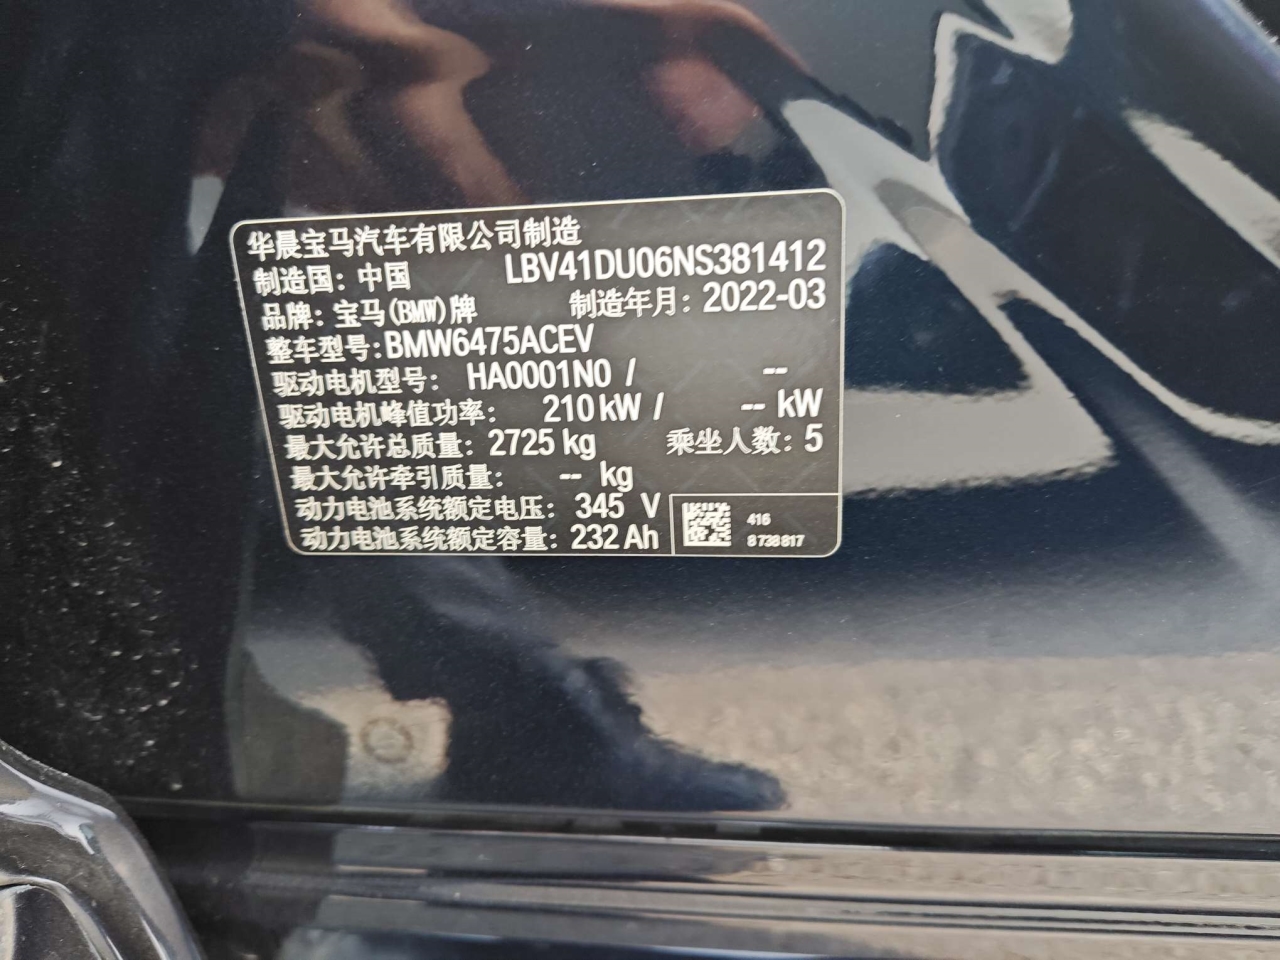 华晨宝马汽车有限公司制造
制造国: 中国 LBV41DU06NS381412
品牌: 宝马(BMW)牌 制造年月: 2022-03
整车型号: BMW6475ACEV
驱动电机型号: HA0001N0 / --
驱动电机峰值功率: 210 kW / -- kW
最大允许总质量: 2725 kg 乘坐人数: 5
最大允许牵引质量: -- kg
动力电池系统额定电压: 345 V
动力电池系统额定容量: 232 Ah
416
8738817